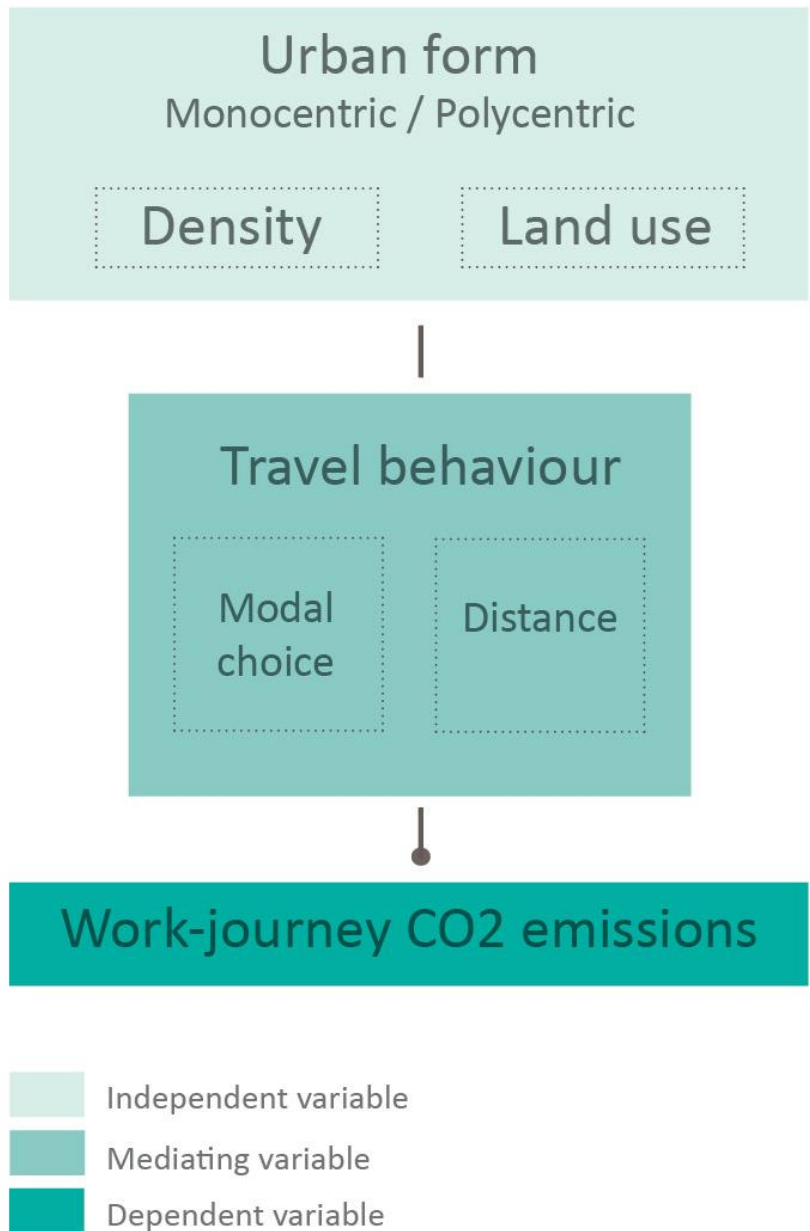 Urban form
Monocentric / Polycentric
Density
Land use
Travel behaviour
Modal
choice
Distance
Work-journey CO2 emissions
Independent variable
Mediating variable
Dependent variable